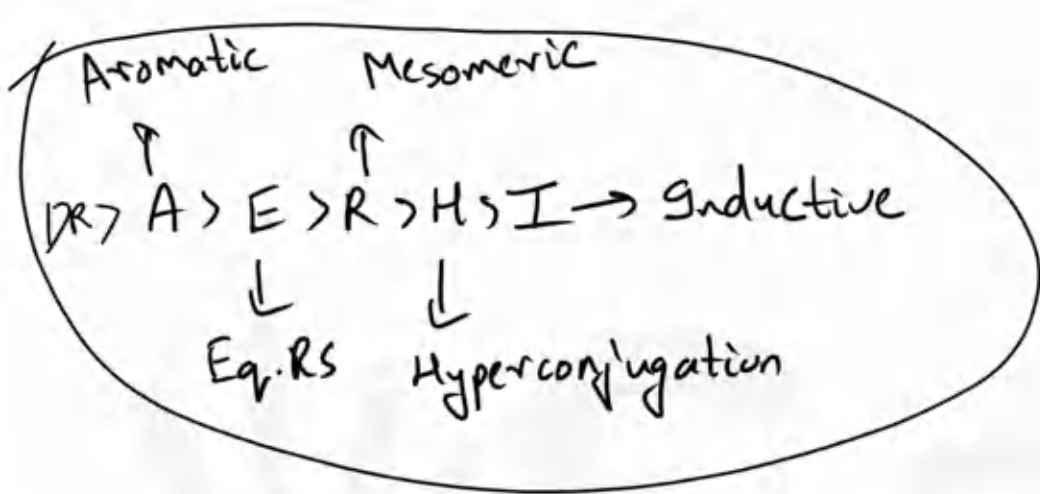 Aromatic Mesomeric
↑ ↑
DR > A > E > R > H > I → Inductive
↓ ↓
Eq. RS Hyperconjugation